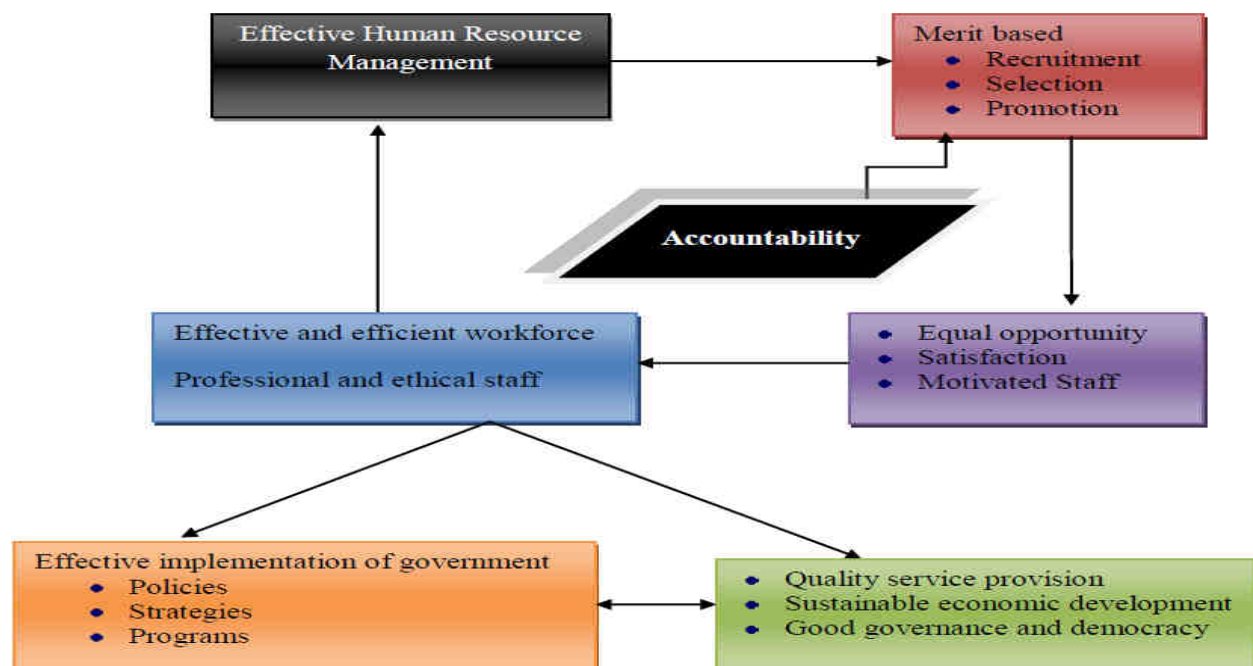 Effective Human Resource
Management
Merit based
Recruitment
Selection
Promotion
Accountability
Effective and efficient workforce
Professional and ethical staff
Equal opportunity
Satisfaction
Motivated Staff
Effective implementation of government
Policies
Strategies
Programs
Quality service provision
Sustainable economic development
Good governance and democracy